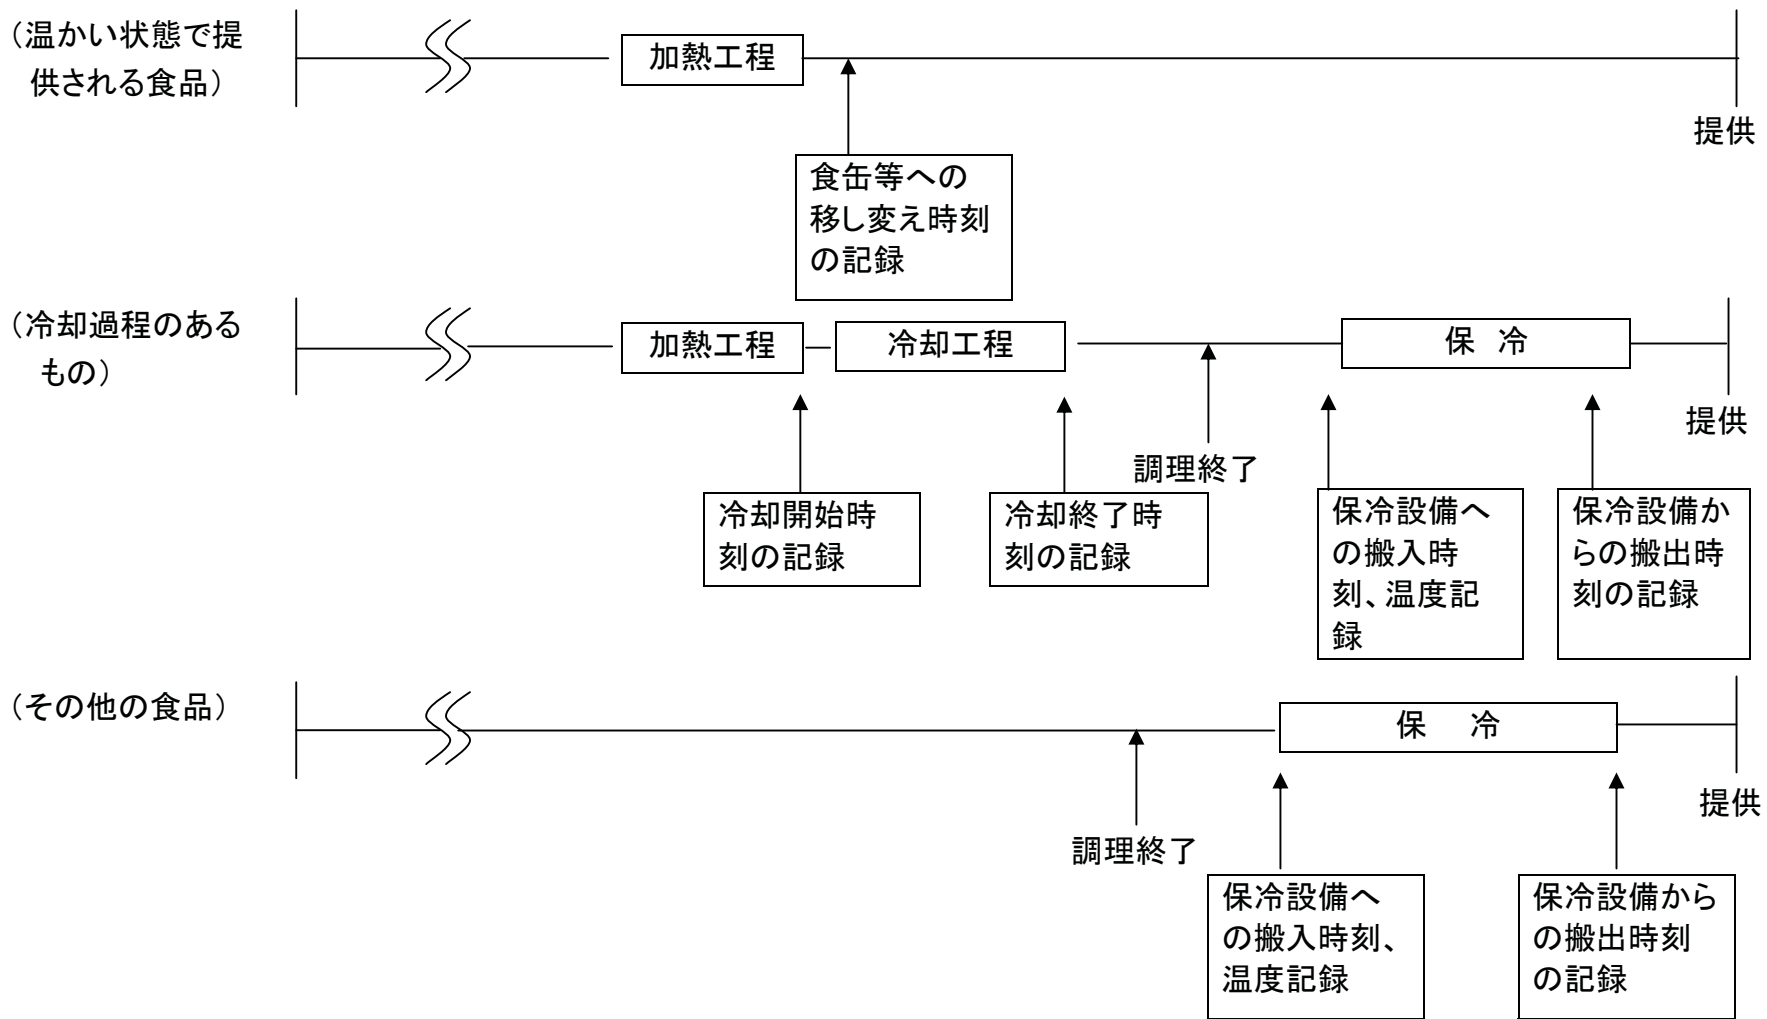 （温かい状態で提
供される食品）
加熱工程
提供
食缶等への
移し変え時刻
の記録
（冷却過程のある
もの）
加熱工程
冷却工程
保 冷
提供
調理終了
冷却開始時
刻の記録
冷却終了時
刻の記録
保冷設備へ
の搬入時
刻、温度記
録
保冷設備か
らの搬出時
刻の記録
（その他の食品）
保 冷
提供
調理終了
保冷設備へ
の搬入時刻、
温度記録
保冷設備から
の搬出時刻
の記録